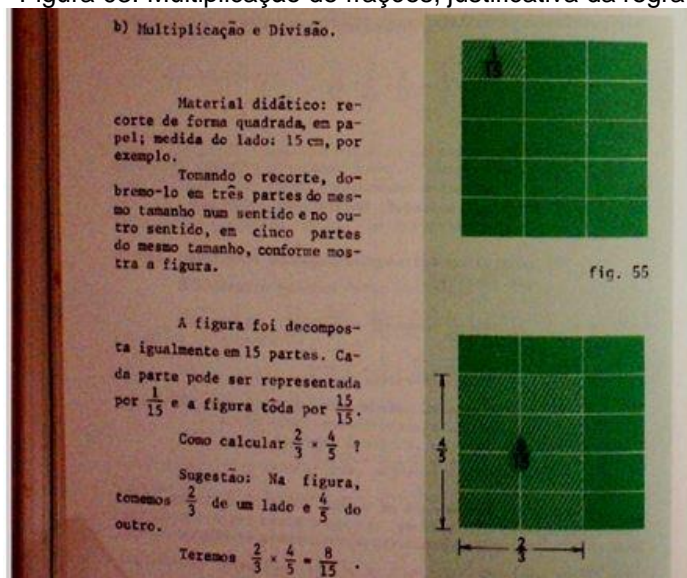 Figura 08: Multiplicação de frações, justificativa da regra
b) Multiplicação e Divisão.
Material didático: re-
corte de forma quadrada, em pa-
pel; medida do lado: 15 cm, por
exemplo.
Tomando o recorte, do-
bremo-lo em três partes do mes-
mo tamanho num sentido e no ou-
tro sentido, em cinco partes
do mesmo tamanho, conforme mos-
tra a figura.
A figura foi decompos-
ta igualmente em 15 partes. Ca-
da parte pode ser representada
por 1/15 e a figura tôda por 15/15.
Como calcular 2/3 × 4/5 ?
Sugestão: Na figura,
tomemos 2/3 de um lado e 4/5 do
outro.
Teremos 2/3 × 4/5 = 8/15 .
1/15
fig. 55
4/5
2/3